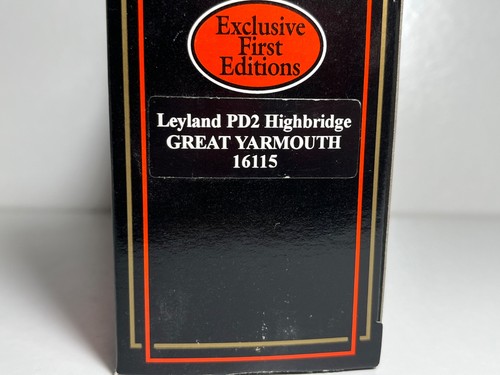 Exclusive
First
Editions
Leyland PD2 Highbridge
GREAT YARMOUTH
16115